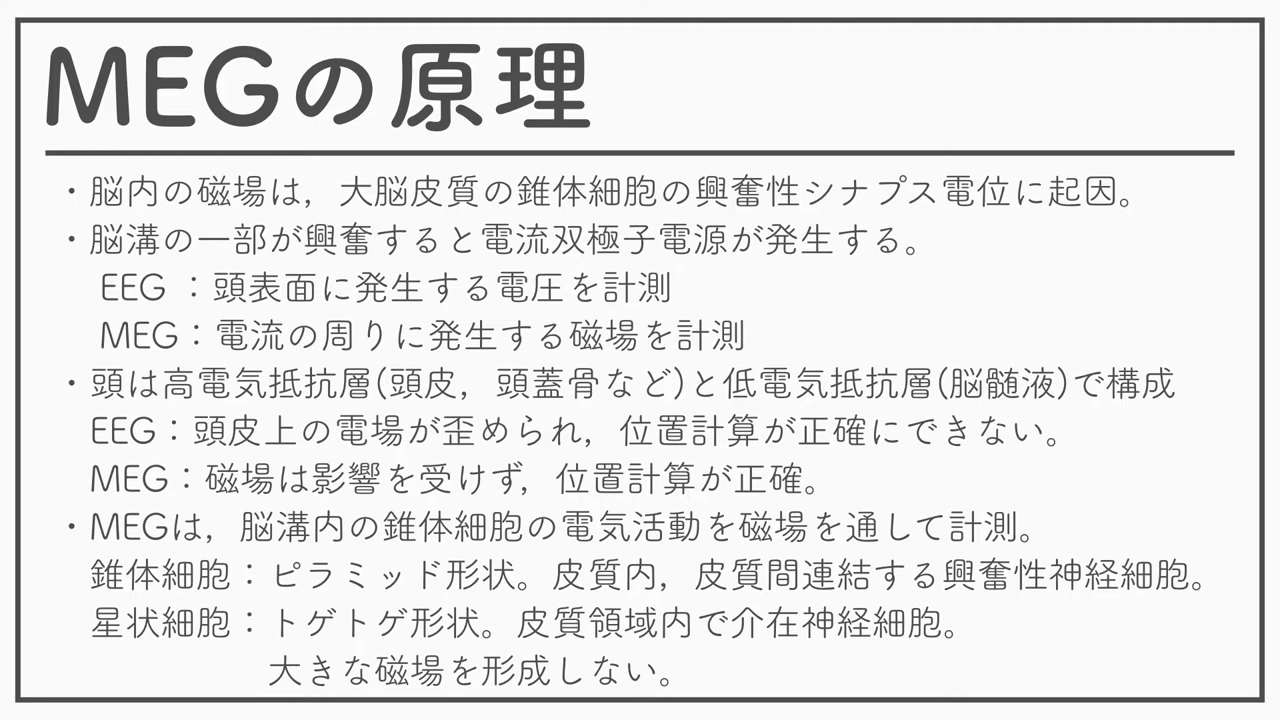 MEGの原理
・脳内の磁場は，大脳皮質の錐体細胞の興奮性シナプス電位に起因。
・脳溝の一部が興奮すると電流双極子電源が発生する。
EEG ：頭表面に発生する電圧を計測
MEG：電流の周りに発生する磁場を計測
・頭は高電気抵抗層(頭皮，頭蓋骨など)と低電気抵抗層(脳髄液)で構成
EEG：頭皮上の電場が歪められ，位置計算が正確にできない。
MEG：磁場は影響を受けず，位置計算が正確。
・MEGは，脳溝内の錐体細胞の電気活動を磁場を通して計測。
錐体細胞：ピラミッド形状。皮質内，皮質間連結する興奮性神経細胞。
星状細胞：トゲトゲ形状。皮質領域内で介在神経細胞。
大きな磁場を形成しない。